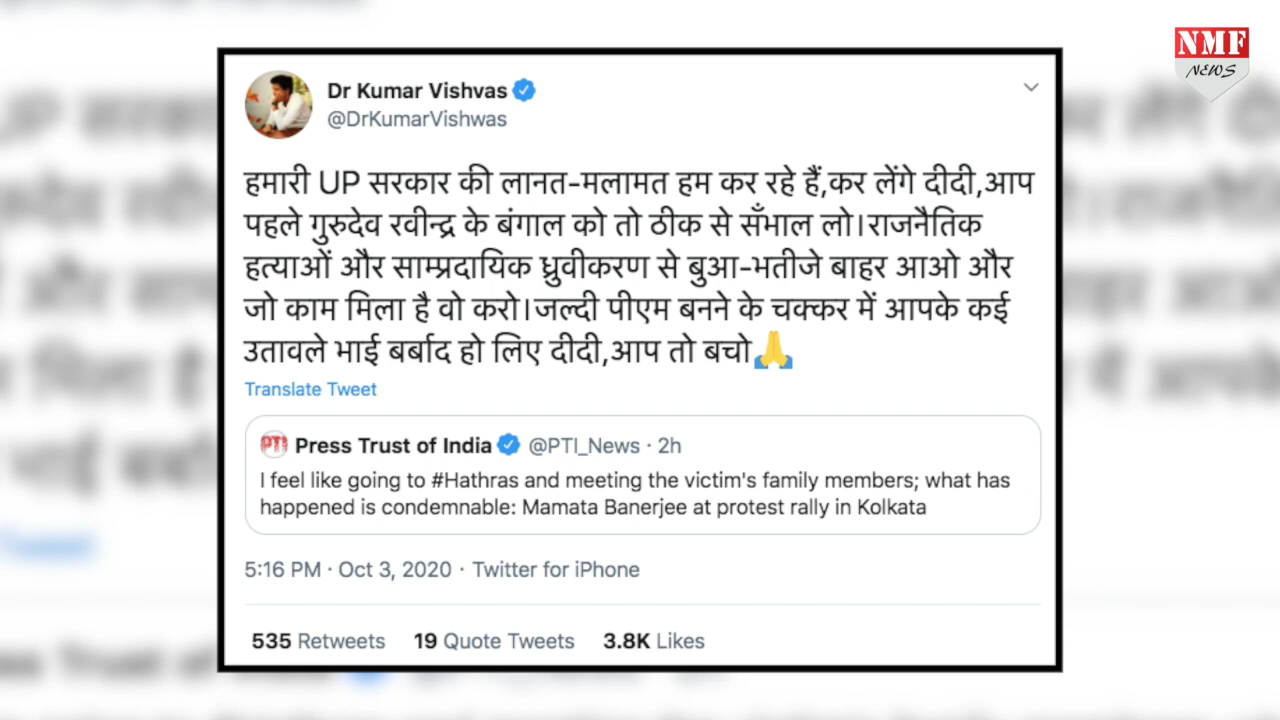 NMF
NEWS
Dr Kumar Vishvas
@DrKumarVishwas
हमारी UP सरकार की लानत-मलामत हम कर रहे हैं,कर लेंगे दीदी,आप
पहले गुरुदेव रवीन्द्र के बंगाल को तो ठीक से सँभाल लो।राजनैतिक
हत्याओं और साम्प्रदायिक ध्रुवीकरण से बुआ-भतीजे बाहर आओ और
जो काम मिला है वो करो।जल्दी पीएम बनने के चक्कर में आपके कई
उतावले भाई बर्बाद हो लिए दीदी,आप तो बचो🙏
Translate Tweet
PTI Press Trust of India @PTI_News · 2h
I feel like going to #Hathras and meeting the victim's family members; what has
happened is condemnable: Mamata Banerjee at protest rally in Kolkata
5:16 PM · Oct 3, 2020 · Twitter for iPhone
535 Retweets 19 Quote Tweets 3.8K Likes